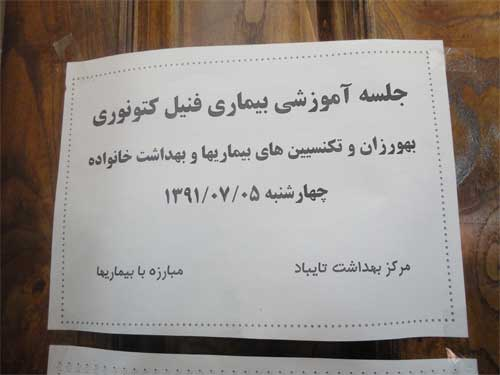 جلسه آموزشی بیماری فنیل کتونوری
بهورزان و تکنسیین های بیماریها و بهداشت خانواده
چهارشنبه ۱۳۹۱/۰۷/۰۵
مرکز بهداشت تایباد
مبارزه با بیماریها